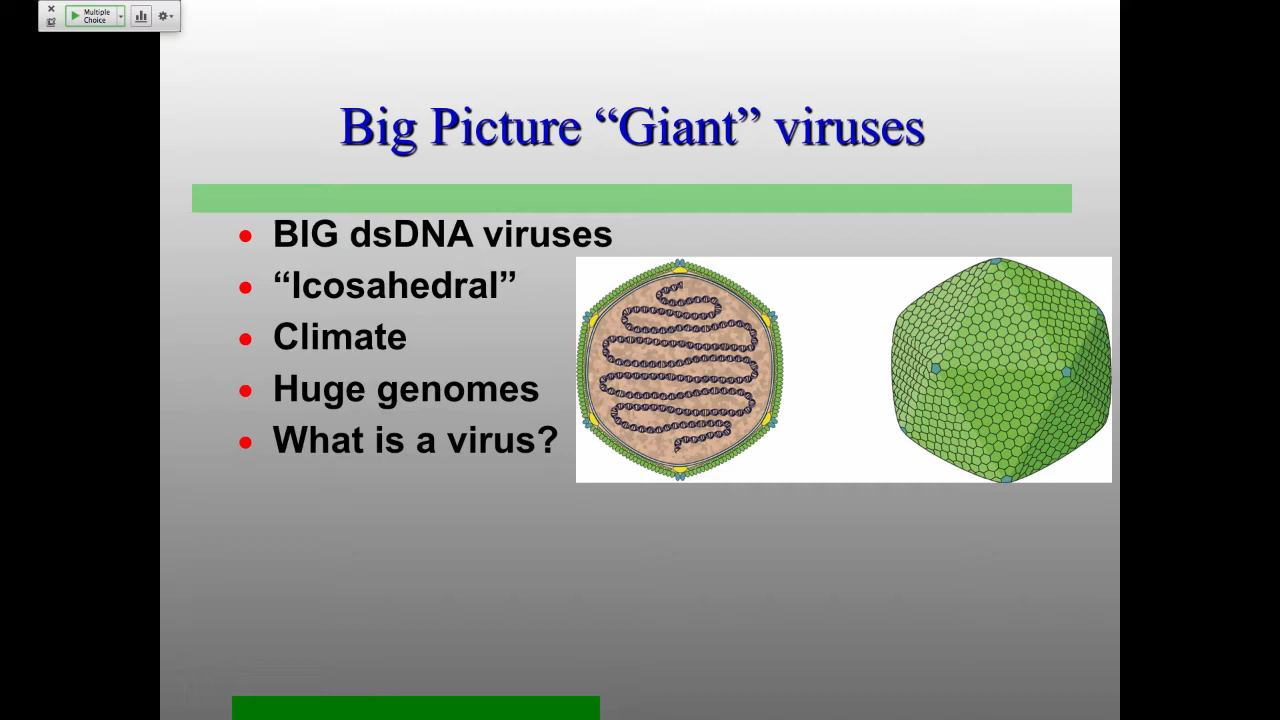 Multiple
Choice
Big Picture “Giant” viruses
BIG dsDNA viruses
“Icosahedral”
Climate
Huge genomes
What is a virus?